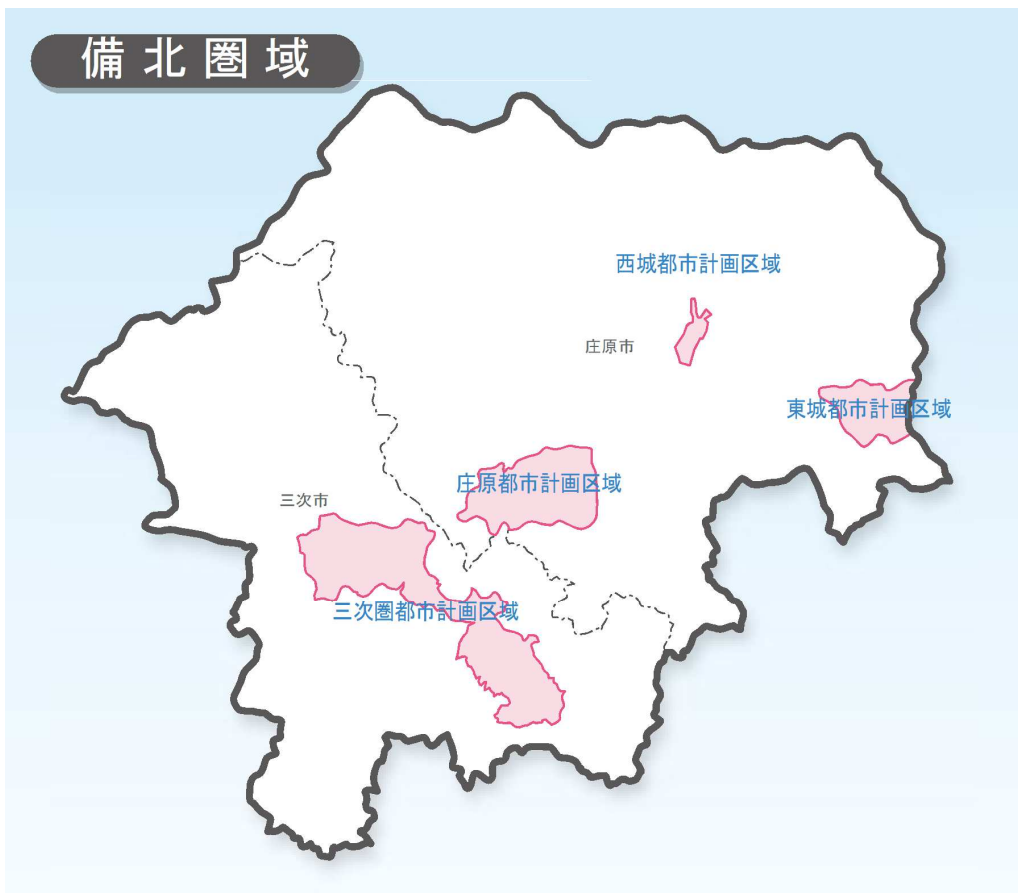 備北圏域
西城都市計画区域
庄原市
東城都市計画区域
庄原都市計画区域
三次市
三次圏都市計画区域